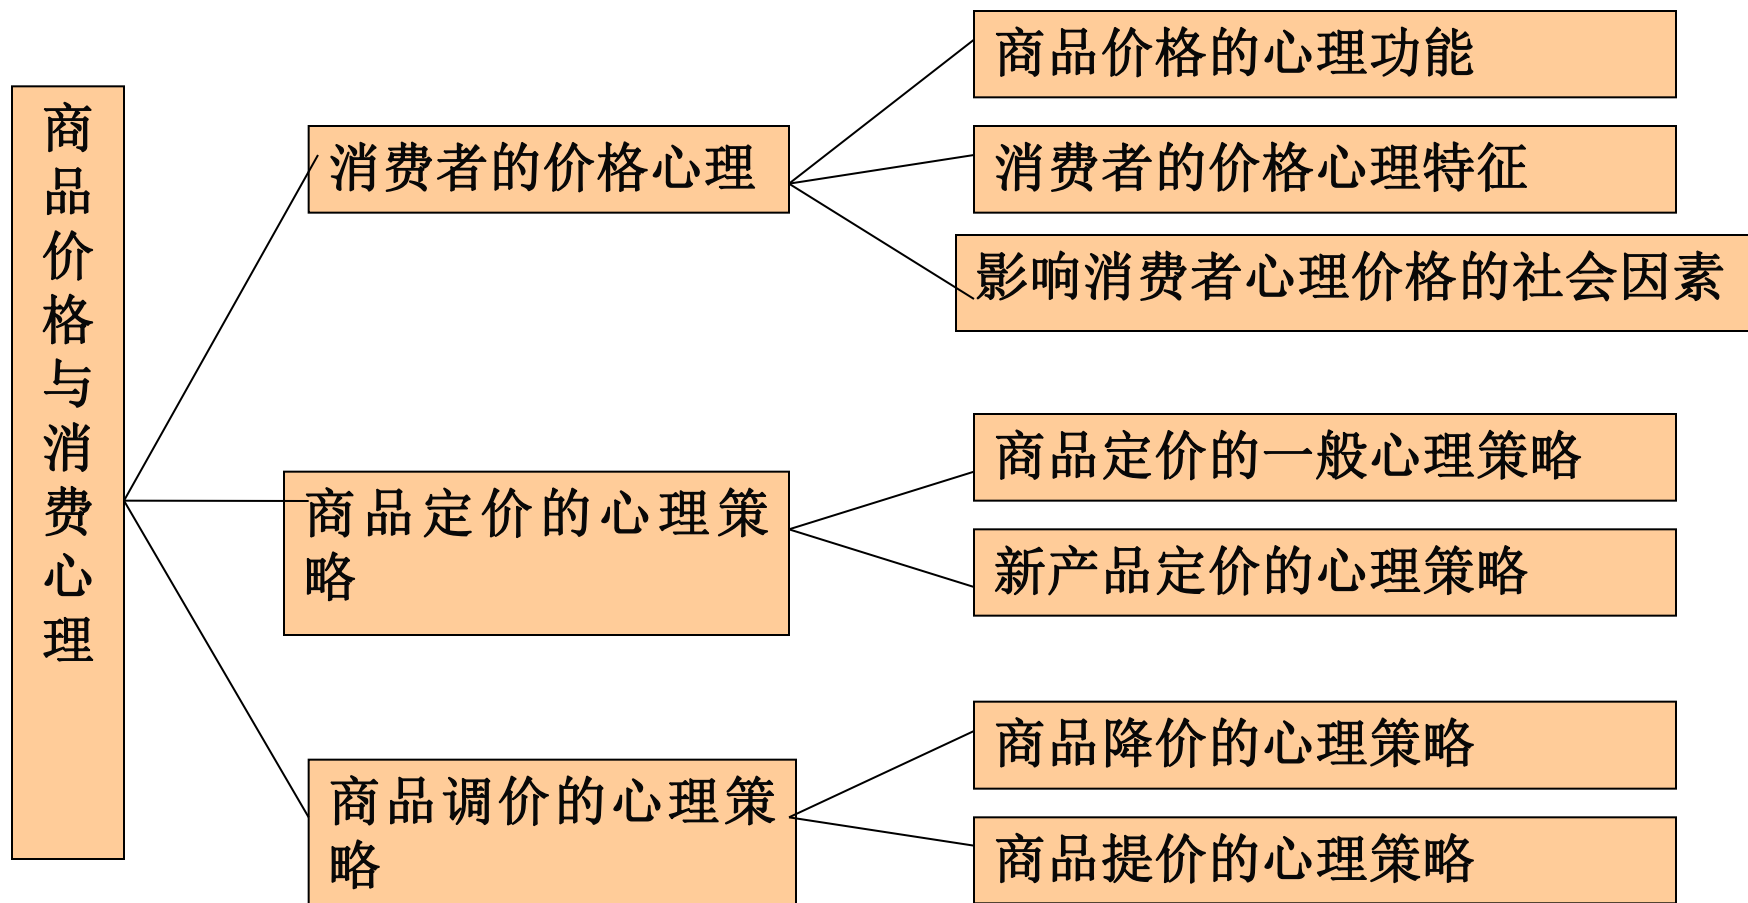 商品价格与消费心理
消费者的价格心理
商品价格的心理功能
消费者的价格心理特征
影响消费者心理价格的社会因素
商品定价的心理策
略
商品定价的一般心理策略
新产品定价的心理策略
商品调价的心理策
略
商品降价的心理策略
商品提价的心理策略